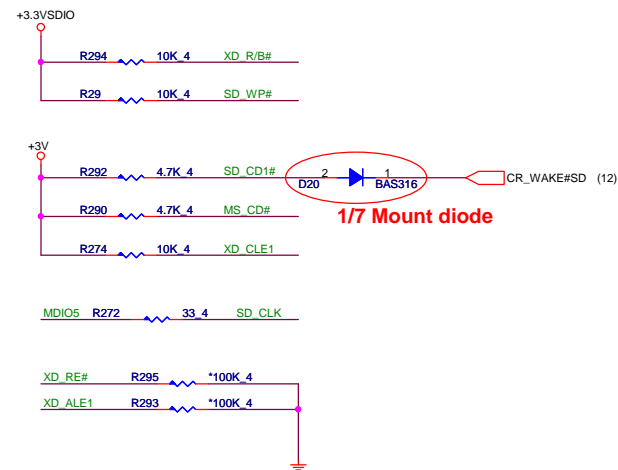 +3.3VSDIO
R294 10K_4 XD_R/B#
R29 10K_4 SD_WP#
+3V
R292 4.7K_4 SD_CD1# 2 1 CR_WAKE#SD (12)
D20 BAS316
R290 4.7K_4 MS_CD#
1/7 Mount diode
R274 10K_4 XD_CLE1
MDIO5 R272 33_4 SD_CLK
XD_RE# R295 *100K_4
XD_ALE1 R293 *100K_4